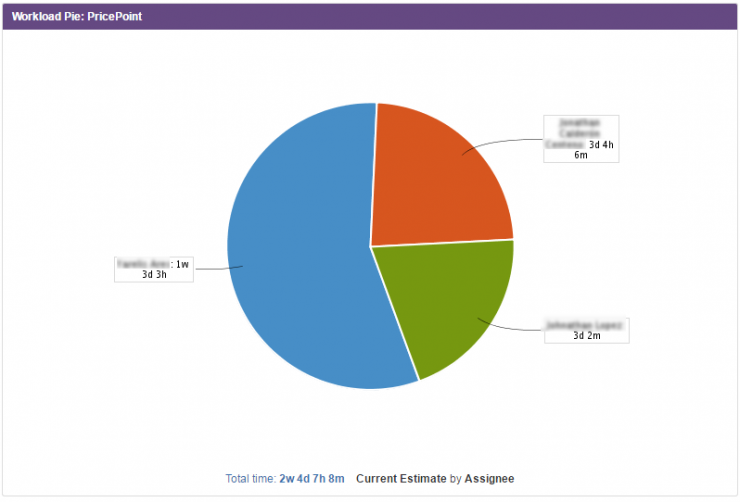 Workload Pie: PricePoint
3d 4h
6m
: 1w
3d 3h
3d 2m
Total time: 2w 4d 7h 8m Current Estimate by Assignee